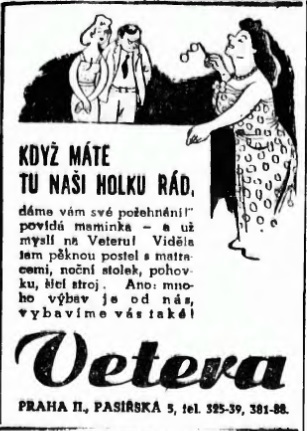 KDYŽ MÁTE
TU NAŠI HOLKU RÁD,
dáme vám své požehnání!"
povídá maminka - a už
myslí na Veteru! Viděla
tam pěknou postel s matra-
cemi, noční stolek, pohov-
ku, šicí stroj. Ano: mno-
ho výbav je od nás,
vybavíme vás také!
Vetera
PRAHA II., PASÍŘSKÁ 5, tel. 325-39, 381-88.